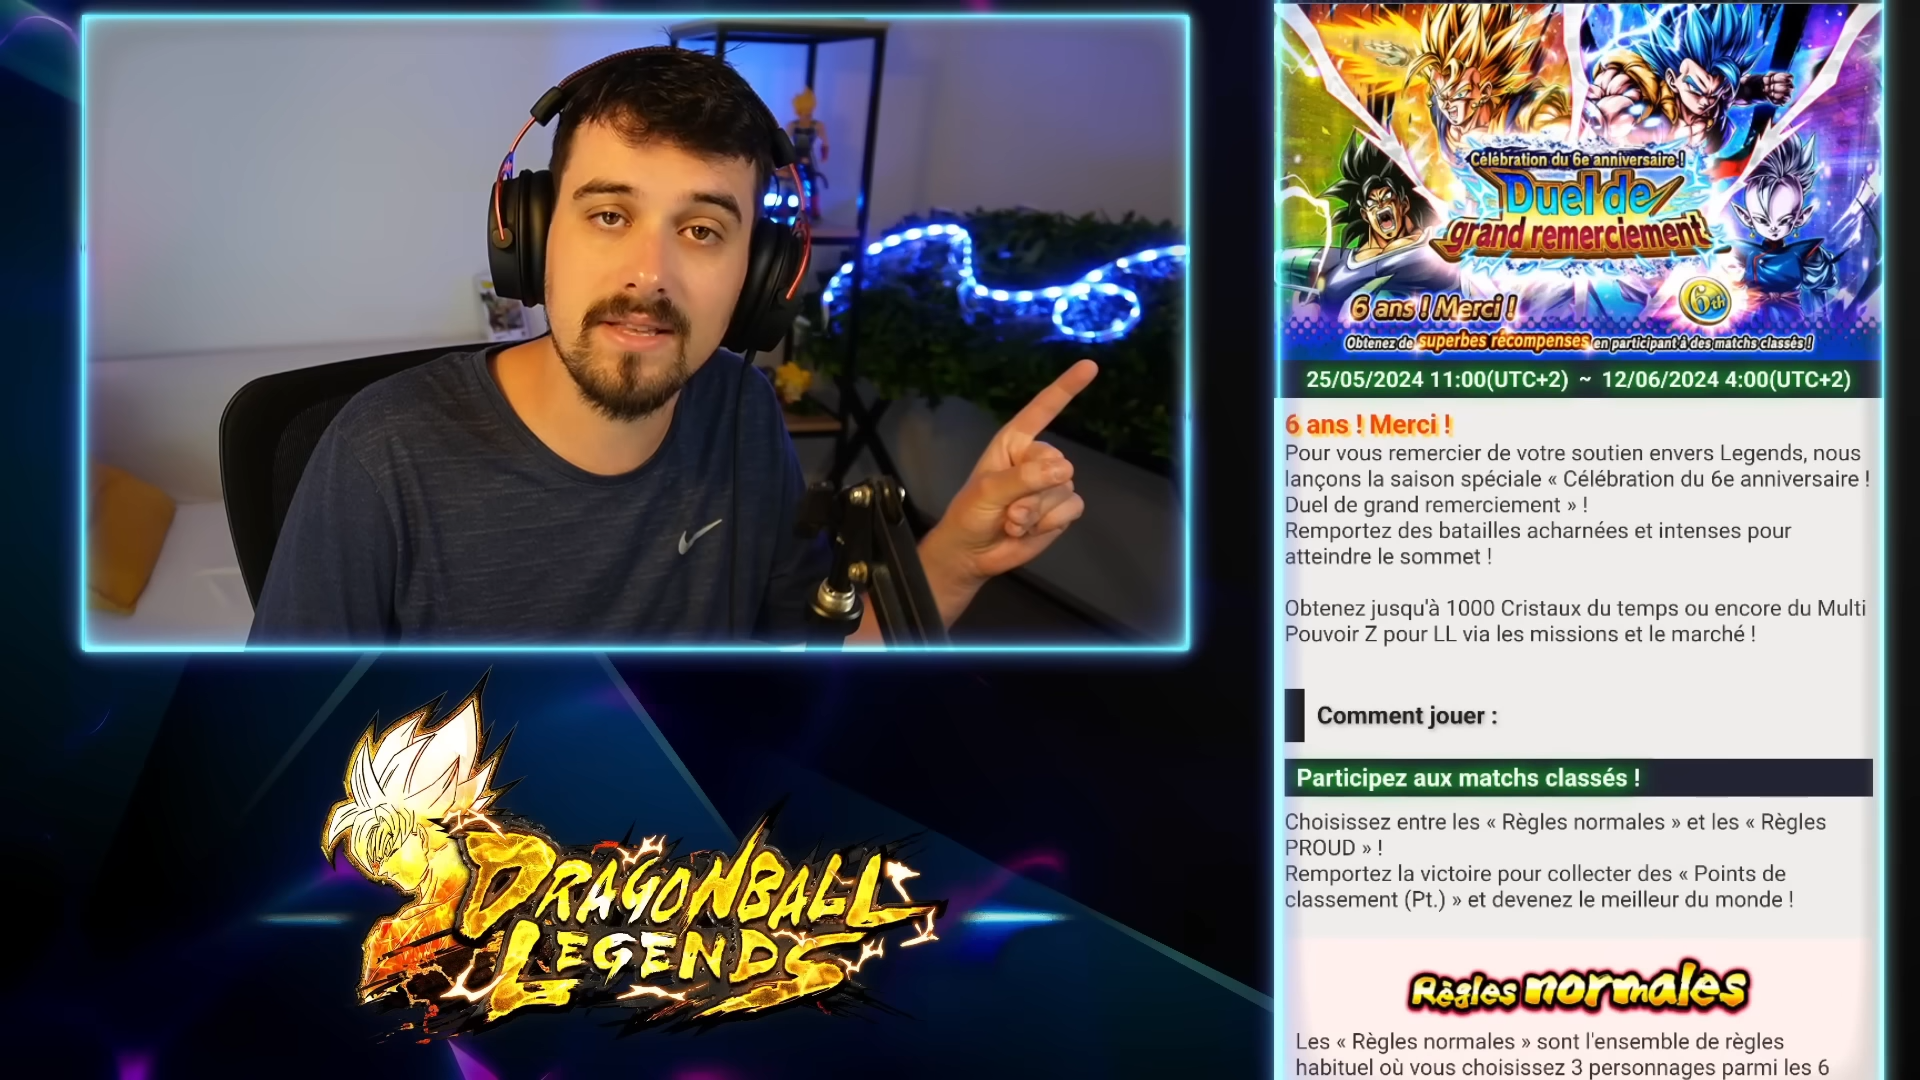 Célébration du 6e anniversaire !
Duel de
grand remerciement
6 ans ! Merci !
6th
Obtenez de superbes récompenses en participant à des matchs classés !
25/05/2024 11:00(UTC+2) ~ 12/06/2024 4:00(UTC+2)
6 ans ! Merci !
Pour vous remercier de votre soutien envers Legends, nous
lançons la saison spéciale « Célébration du 6e anniversaire !
Duel de grand remerciement » !
Remportez des batailles acharnées et intenses pour
atteindre le sommet !
Obtenez jusqu'à 1000 Cristaux du temps ou encore du Multi
Pouvoir Z pour LL via les missions et le marché !
Comment jouer :
Participez aux matchs classés !
Choisissez entre les « Règles normales » et les « Règles
PROUD » !
Remportez la victoire pour collecter des « Points de
classement (Pt.) » et devenez le meilleur du monde !
Règles normales
Les « Règles normales » sont l'ensemble de règles
habituel où vous choisissez 3 personnages parmi les 6
DRAGONBALL
LEGENDS